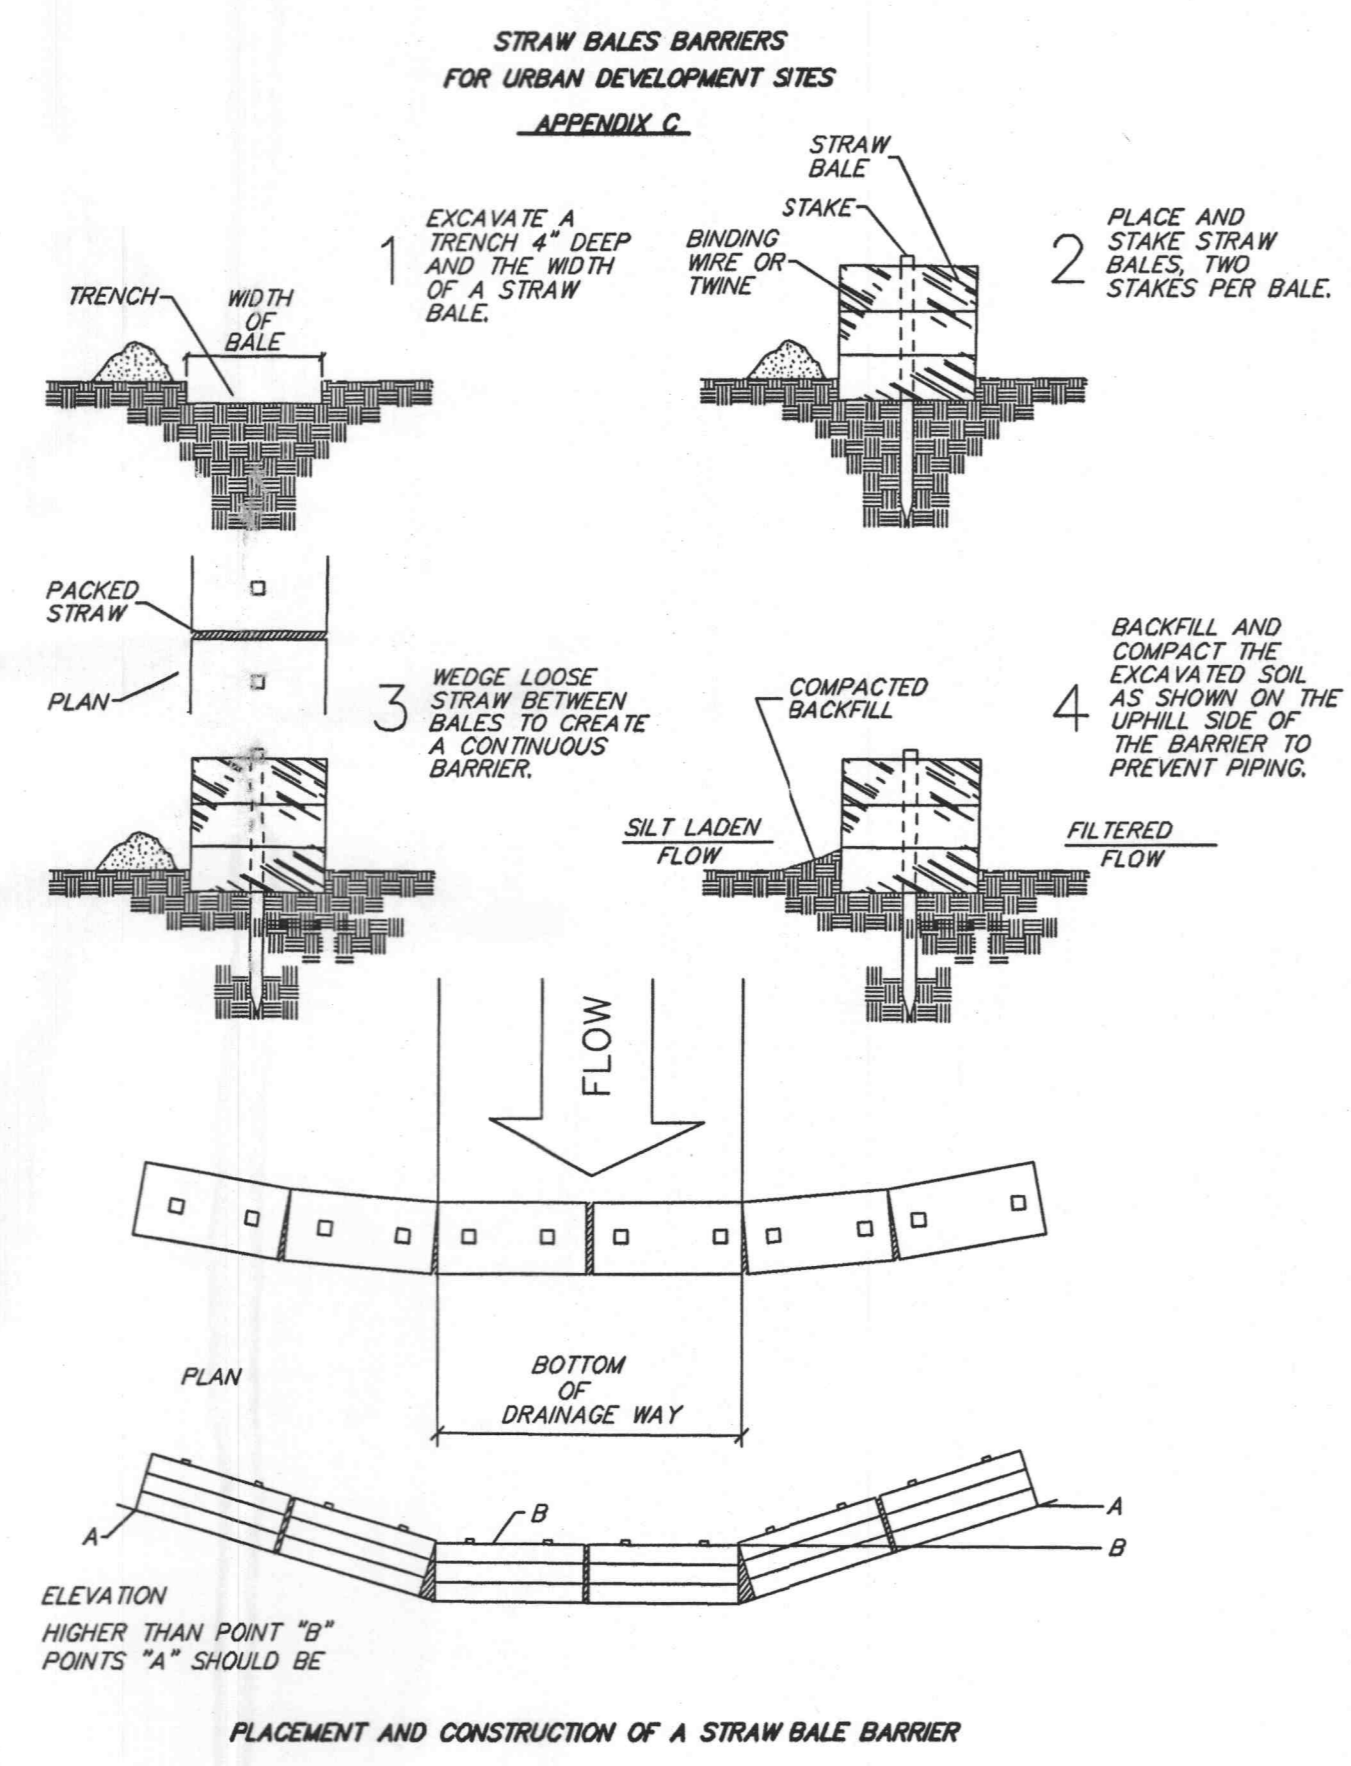 STRAW BALES BARRIERS
FOR URBAN DEVELOPMENT SITES
APPENDIX C
1
EXCAVATE A
TRENCH 4" DEEP
AND THE WIDTH
OF A STRAW
BALE.
TRENCH
WIDTH
OF
BALE
STRAW
BALE
STAKE
BINDING
WIRE OR
TWINE
2
PLACE AND
STAKE STRAW
BALES, TWO
STAKES PER BALE.
PACKED
STRAW
PLAN
3
WEDGE LOOSE
STRAW BETWEEN
BALES TO CREATE
A CONTINUOUS
BARRIER.
COMPACTED
BACKFILL
4
BACKFILL AND
COMPACT THE
EXCAVATED SOIL
AS SHOWN ON THE
UPHILL SIDE OF
THE BARRIER TO
PREVENT PIPING.
SILT LADEN
FLOW
FILTERED
FLOW
FLOW
PLAN
BOTTOM
OF
DRAINAGE WAY
A
B
A
B
ELEVATION
HIGHER THAN POINT "B"
POINTS "A" SHOULD BE
PLACEMENT AND CONSTRUCTION OF A STRAW BALE BARRIER